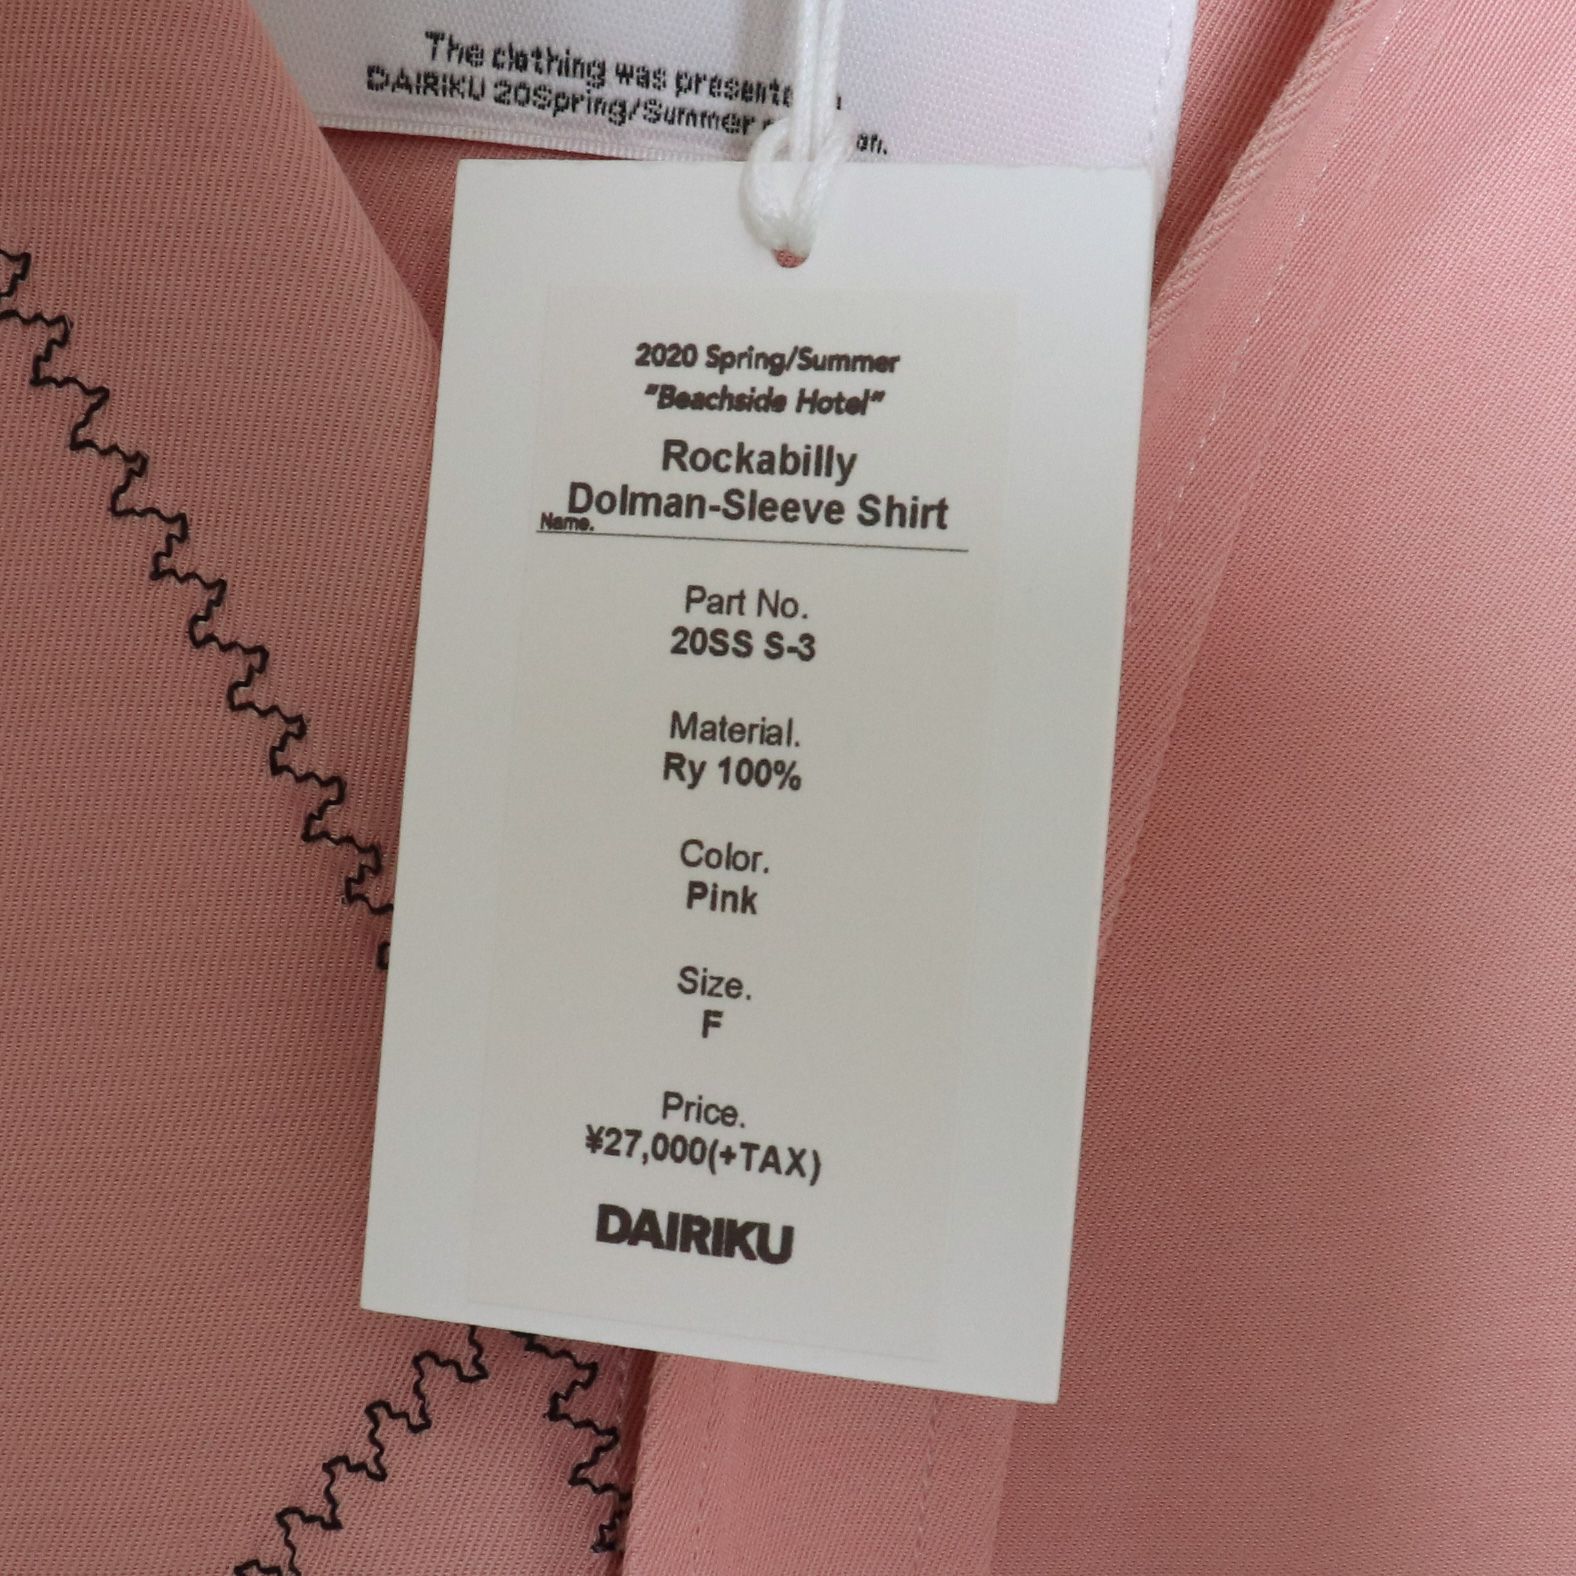 The clothing was
DAIRIKU 20Spring/Summer
2020 Spring/Summer
"Beachside Hotel"
Rockabilly
Dolman-Sleeve Shirt
Name.
Part No.
20SS S-3
Material.
Ry 100%
Color.
Pink
Size.
F
Price.
¥27,000(+TAX)
DAIRIKU